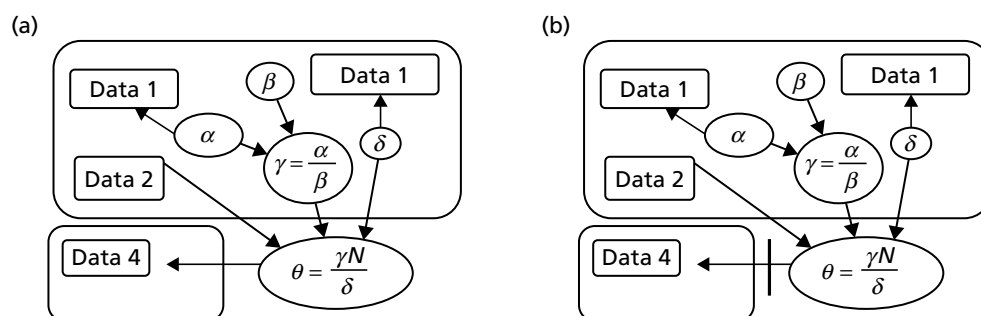 (a)
Data 1
β
Data 1
α
δ
γ = α/β
Data 2
Data 4
θ = γN/δ
(b)
Data 1
β
Data 1
α
δ
γ = α/β
Data 2
Data 4
θ = γN/δ